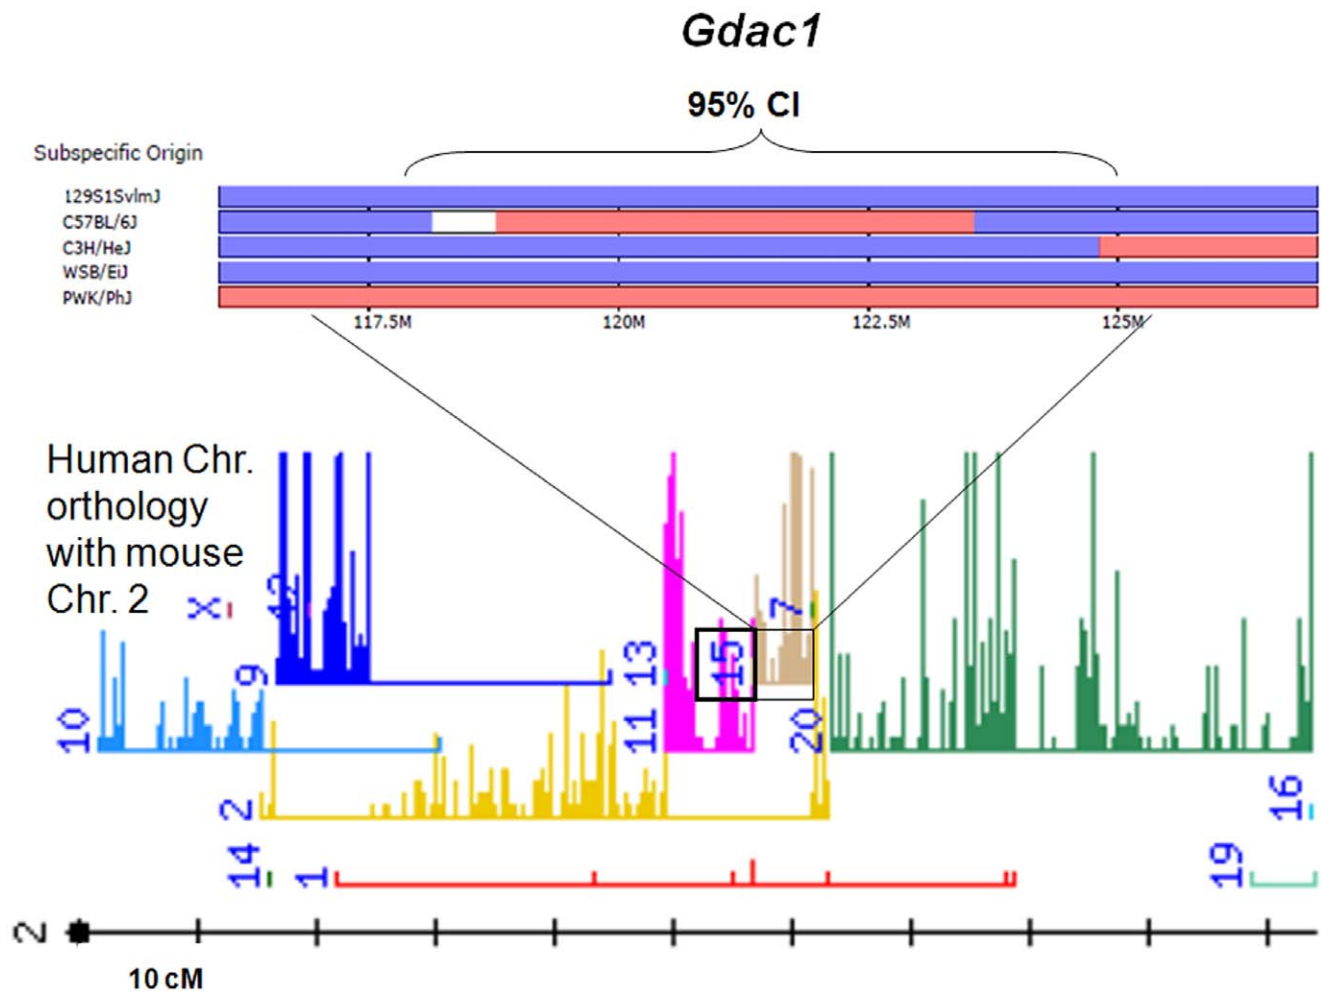 Gdac1
95% CI
Subspecific Origin
129S1SvlmJ
C57BL/6J
C3H/HeJ
WSB/EiJ
PWK/PhJ
117.5M 120M 122.5M 125M
Human Chr.
orthology
with mouse
Chr. 2
X 12 7
9 13 15
10 11 20
2 16
14 1 19
2
10 cM